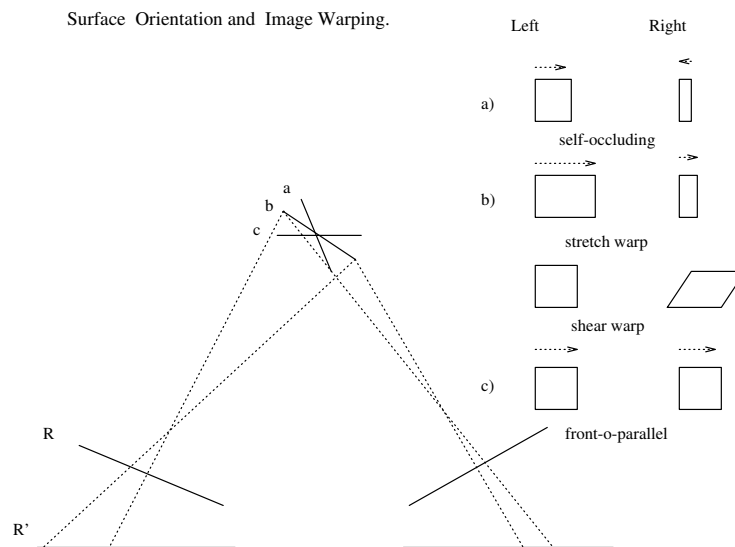 Surface Orientation and Image Warping.
Left Right
a)
self-occluding
b)
stretch warp
shear warp
c)
front-o-parallel
a
b
c
R
R'